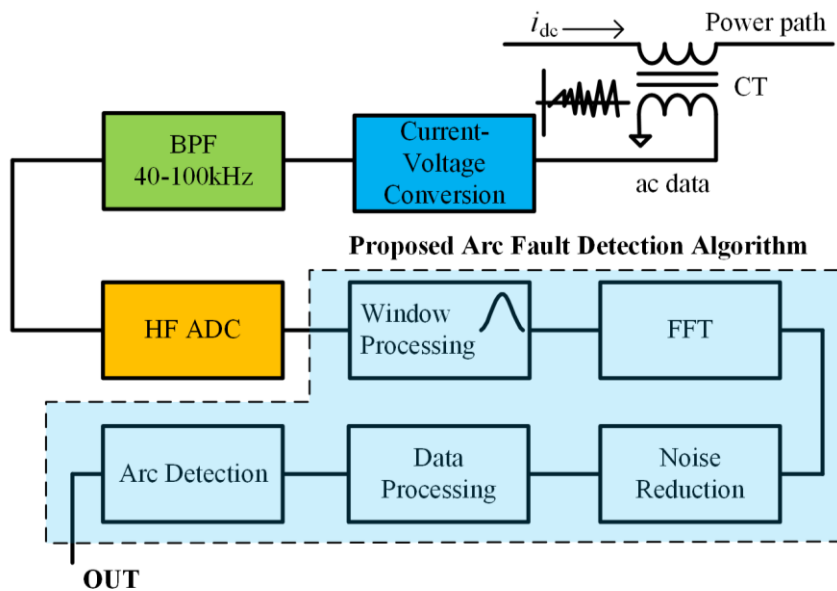 i_dc
Power path
CT
ac data
Current-
Voltage
Conversion
BPF
40-100kHz
Proposed Arc Fault Detection Algorithm
HF ADC
Window
Processing
FFT
Noise
Reduction
Data
Processing
Arc Detection
OUT